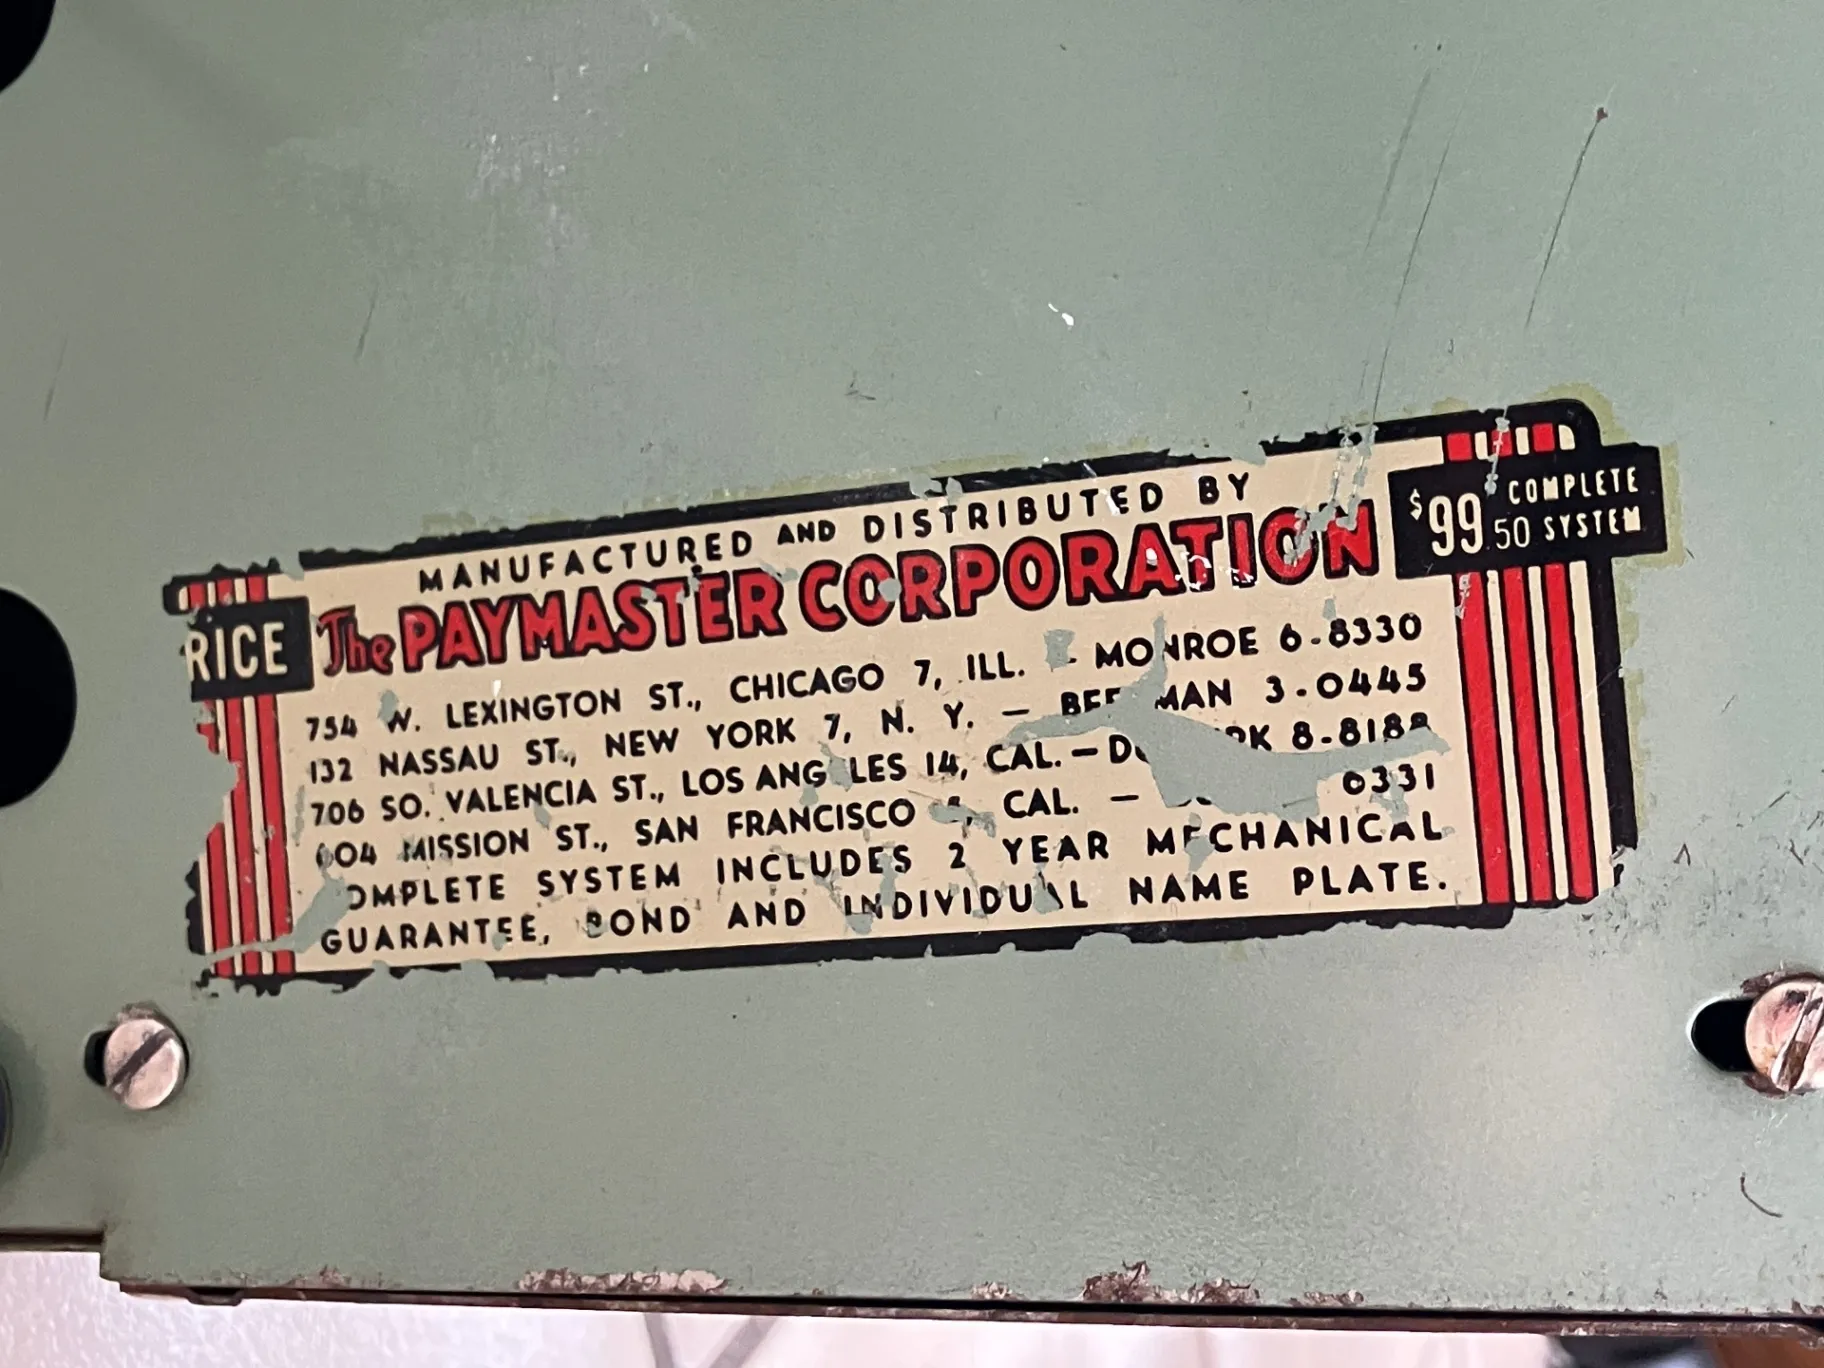 MANUFACTURED AND DISTRIBUTED BY
The PAYMASTER CORPORATION
RICE
$99.50 COMPLETE SYSTEM
754 W. LEXINGTON ST., CHICAGO 7, ILL. - MONROE 6-8330
132 NASSAU ST., NEW YORK 7, N. Y. — MAN 3-0445
706 SO. VALENCIA ST., LOS ANG LES 14, CAL. — 8-8188
MISSION ST., SAN FRANCISCO CAL. — 0331
OMPLETE SYSTEM INCLUDES 2 YEAR MECHANICAL
GUARANTEE, BOND AND INDIVIDUAL NAME PLATE.